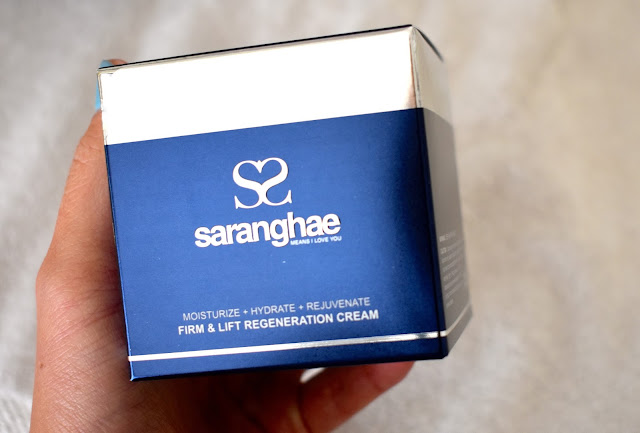 saranghae
MEANS I LOVE YOU
MOISTURIZE + HYDRATE + REJUVENATE
FIRM & LIFT REGENERATION CREAM